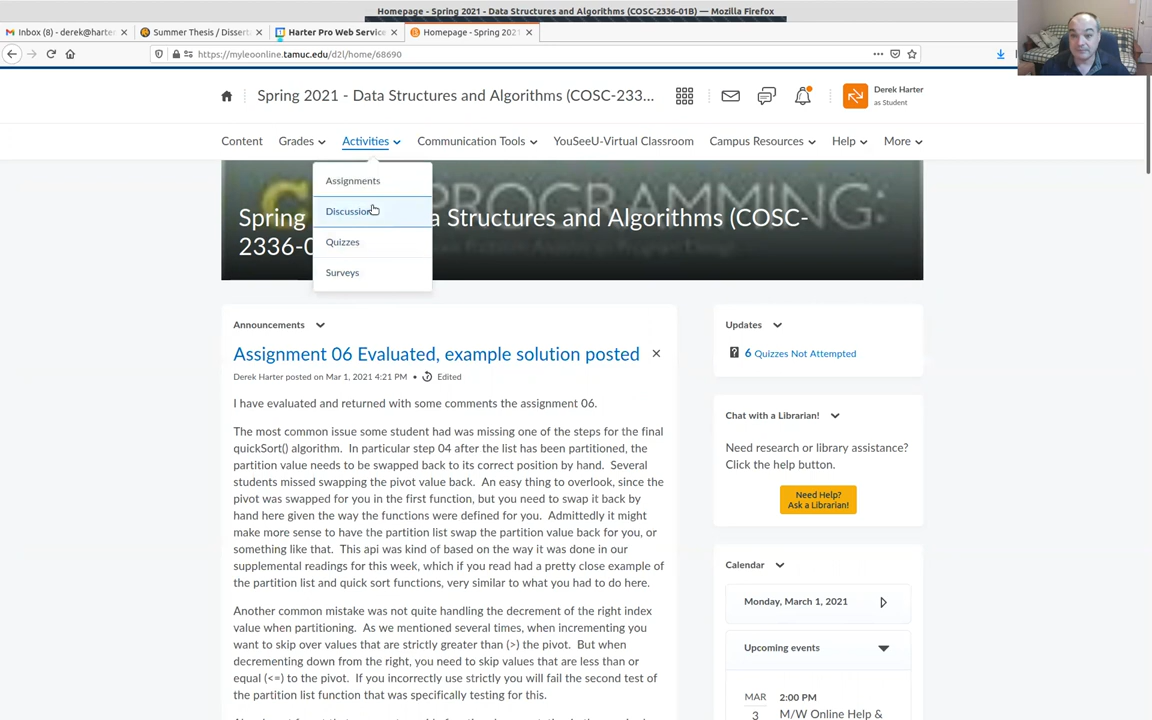 Homepage - Spring 2021 - Data Structures and Algorithms (COSC-2336-01B) — Mozilla Firefox
Inbox (8) - derek@harter
Summer Thesis / Dissert
Harter Pro Web Service
Homepage - Spring 2021
https://myleoonline.tamuc.edu/d2l/home/68690
Spring 2021 - Data Structures and Algorithms (COSC-233...
Derek Harter
as Student
Content
Grades
Activities
Communication Tools
YouSeeU-Virtual Classroom
Campus Resources
Help
More
Assignments
Discussion
Quizzes
Surveys
PROGRAMMING:
Spring a Structures and Algorithms (COSC-
2336-0
Announcements
Assignment 06 Evaluated, example solution posted
Derek Harter posted on Mar 1, 2021 4:21 PM • Edited
I have evaluated and returned with some comments the assignment 06.
The most common issue some student had was missing one of the steps for the final
quickSort() algorithm. In particular step 04 after the list has been partitioned, the
partition value needs to be swapped back to its correct position by hand. Several
students missed swapping the pivot value back. An easy thing to overlook, since the
pivot was swapped for you in the first function, but you need to swap it back by
hand here given the way the functions were defined for you. Admittedly it might
make more sense to have the partition list swap the partition value back for you, or
something like that. This api was kind of based on the way it was done in our
supplemental readings for this week, which if you read had a pretty close example of
the partition list and quick sort functions, very similar to what you had to do here.
Another common mistake was not quite handling the decrement of the right index
value when partitioning. As we mentioned several times, when incrementing you
want to skip over values that are strictly greater than (>) the pivot. But when
decrementing down from the right, you need to skip values that are less than or
equal (<=) to the pivot. If you incorrectly use strictly you will fail the second test of
the partition list function that was specifically testing for this.
Updates
6 Quizzes Not Attempted
Chat with a Librarian!
Need research or library assistance?
Click the help button.
Need Help?
Ask a Librarian!
Calendar
Monday, March 1, 2021
Upcoming events
MAR
3
2:00 PM
M/W Online Help &